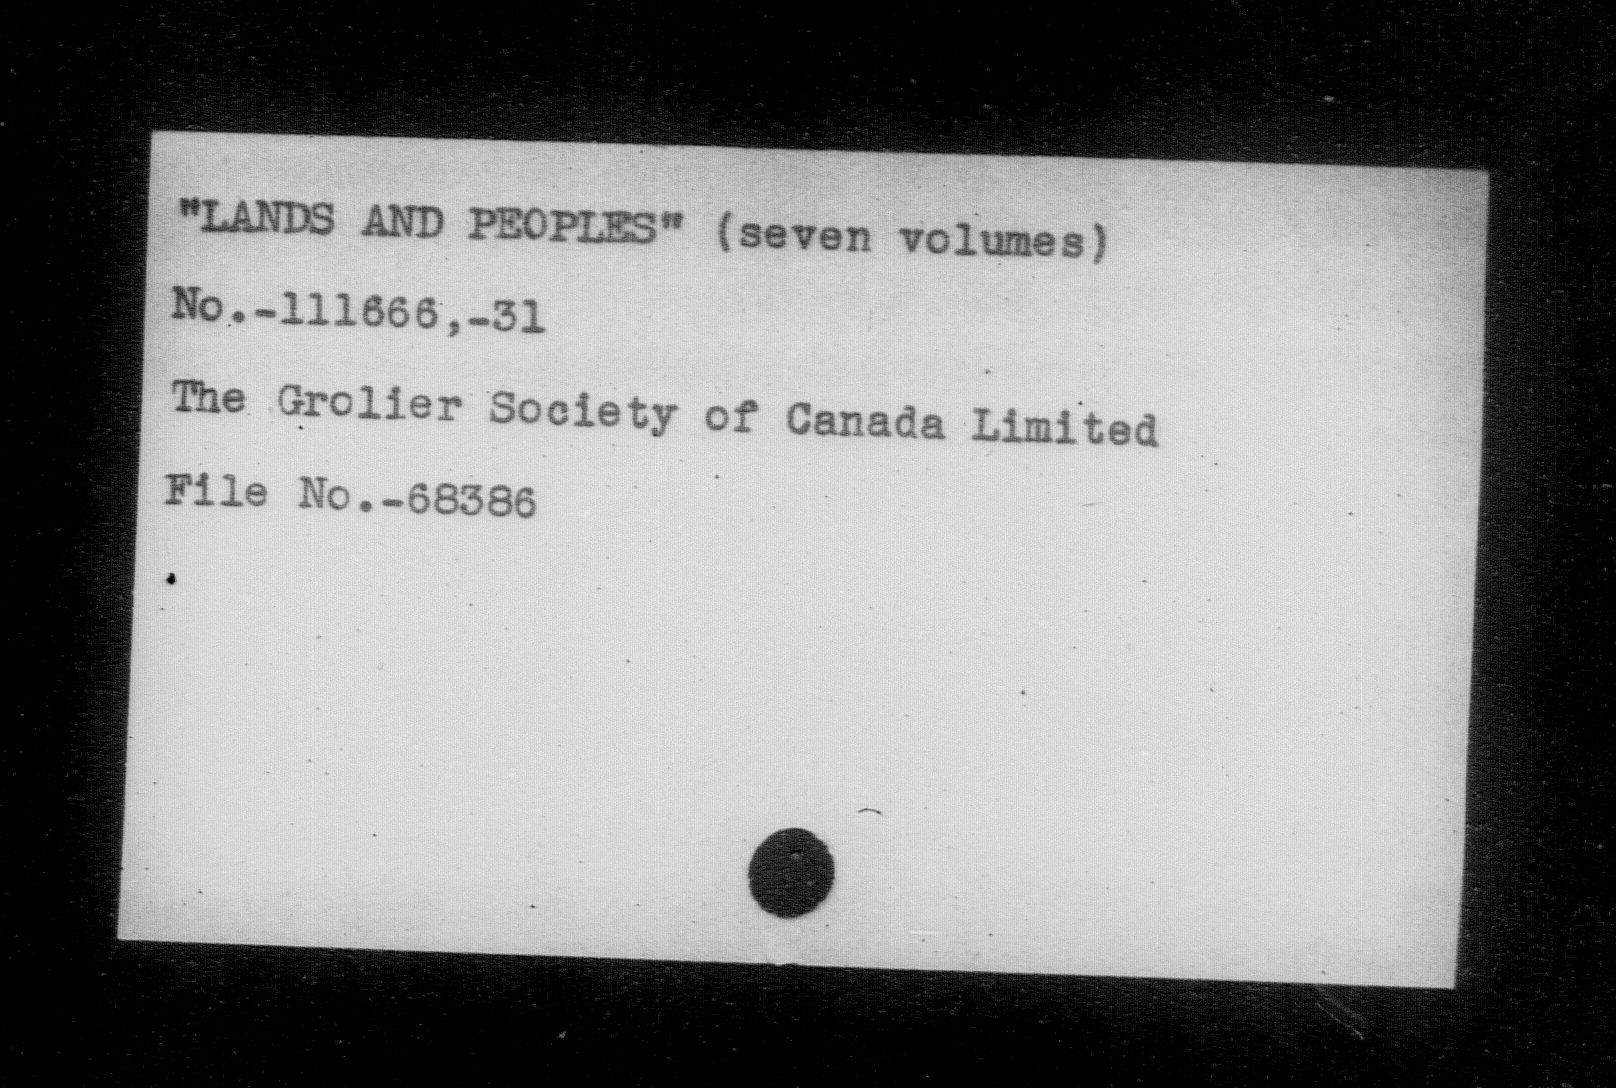 "LANDS AND PEOPLES" (seven volumes)
No.-111666,-31
The Grolier Society of Canada Limited
File No.-68386